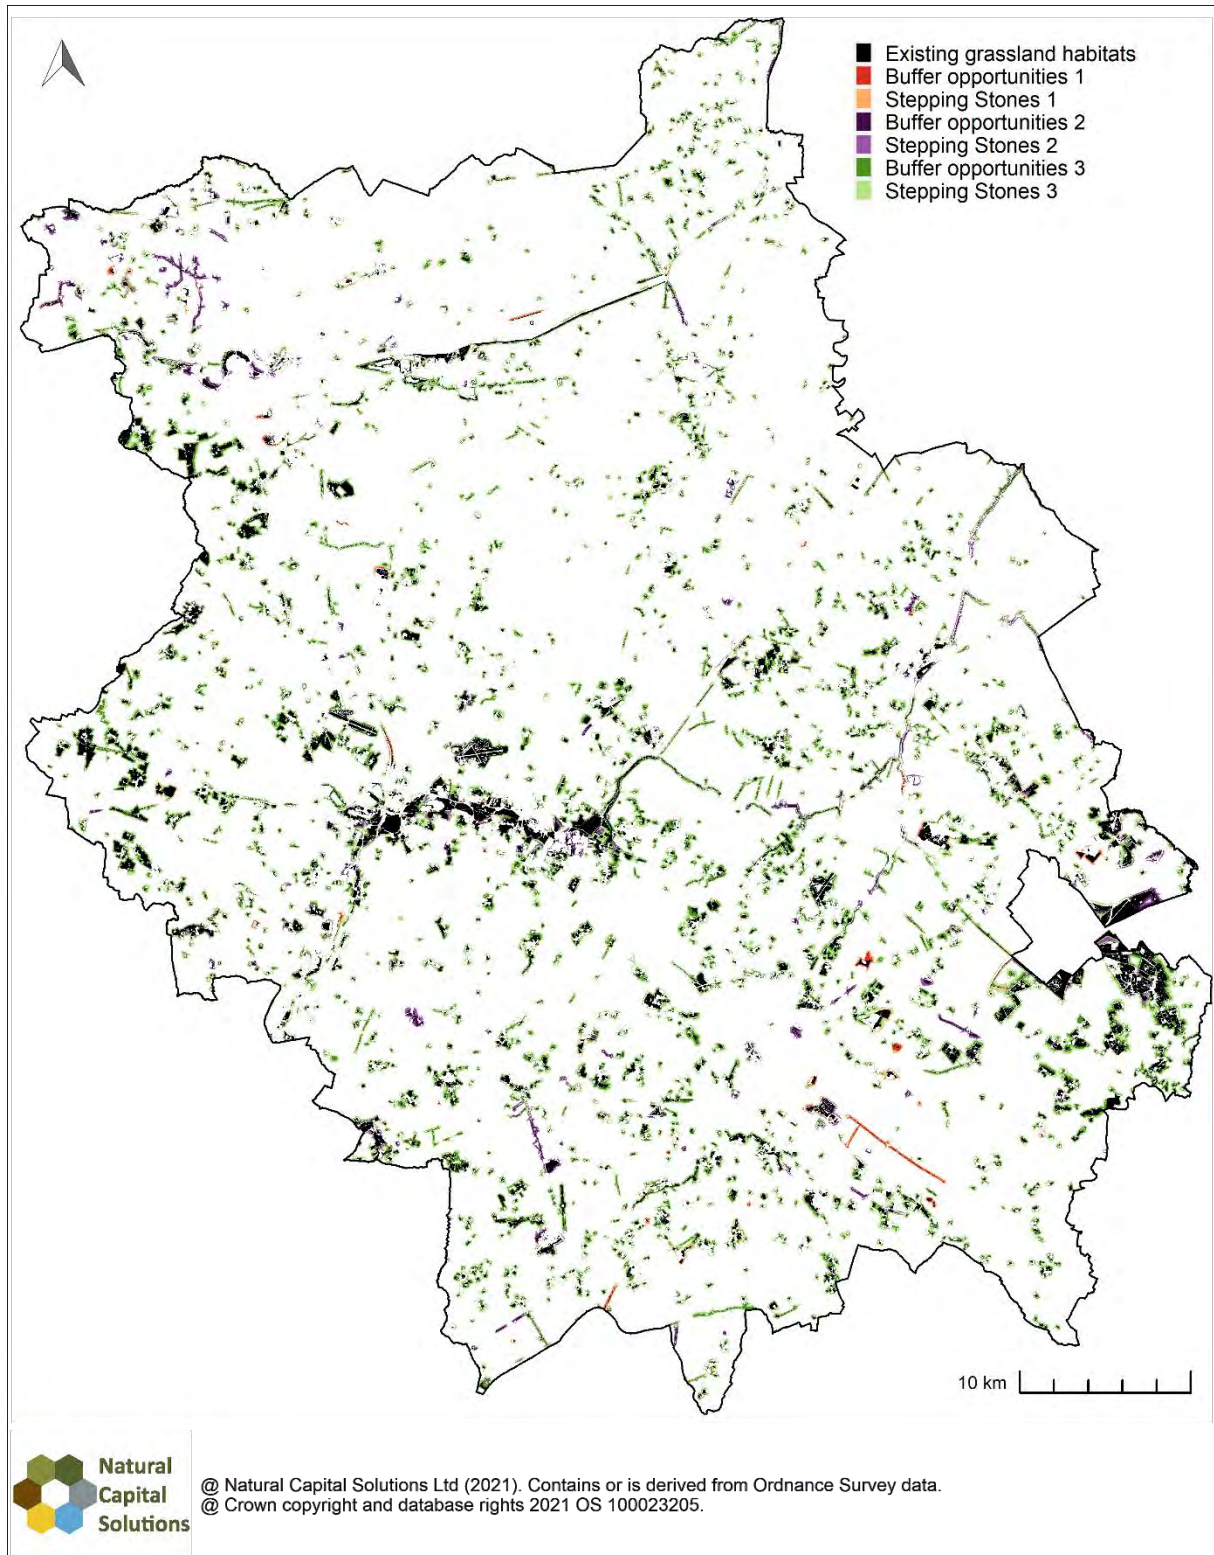 Existing grassland habitats
Buffer opportunities 1
Stepping Stones 1
Buffer opportunities 2
Stepping Stones 2
Buffer opportunities 3
Stepping Stones 3
10 km
Natural
Capital
Solutions
@ Natural Capital Solutions Ltd (2021). Contains or is derived from Ordnance Survey data.
@ Crown copyright and database rights 2021 OS 100023205.